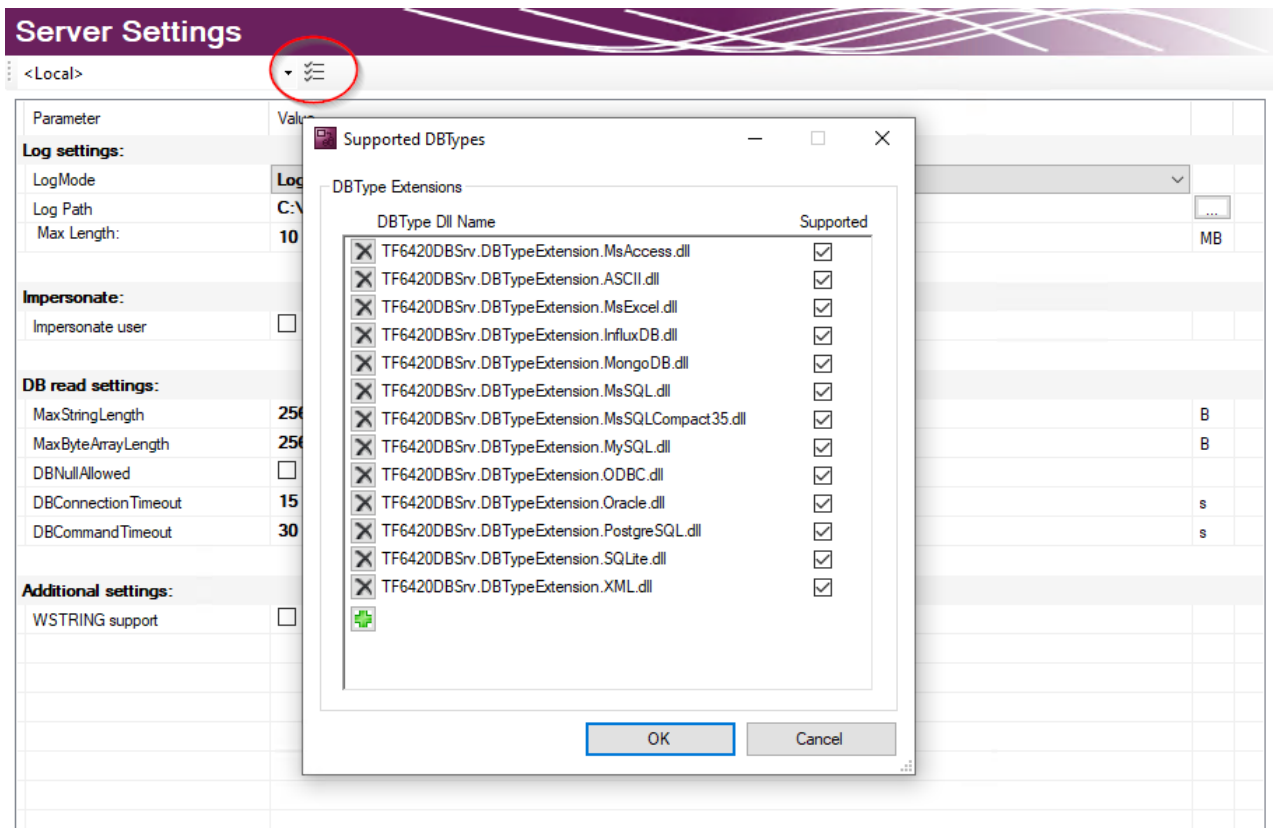 Server Settings
<Local>
Parameter
Log settings:
LogMode
Log Path
Max Length: 10 MB
...
Impersonate:
Impersonate user
DB read settings:
MaxStringLength B
MaxByteArrayLength B
DBNullAllowed
DBConnectionTimeout 15 s
DBCommandTimeout 30 s
Additional settings:
WSTRING support
Supported DBTypes
DBType Extensions
DBType Dll Name Supported
TF6420DBSrv.DBTypeExtension.MsAccess.dll
TF6420DBSrv.DBTypeExtension.ASCII.dll
TF6420DBSrv.DBTypeExtension.MsExcel.dll
TF6420DBSrv.DBTypeExtension.InfluxDB.dll
TF6420DBSrv.DBTypeExtension.MongoDB.dll
TF6420DBSrv.DBTypeExtension.MsSQL.dll
TF6420DBSrv.DBTypeExtension.MsSQLCompact35.dll
TF6420DBSrv.DBTypeExtension.MySQL.dll
TF6420DBSrv.DBTypeExtension.ODBC.dll
TF6420DBSrv.DBTypeExtension.Oracle.dll
TF6420DBSrv.DBTypeExtension.PostgreSQL.dll
TF6420DBSrv.DBTypeExtension.SQLite.dll
TF6420DBSrv.DBTypeExtension.XML.dll
OK Cancel